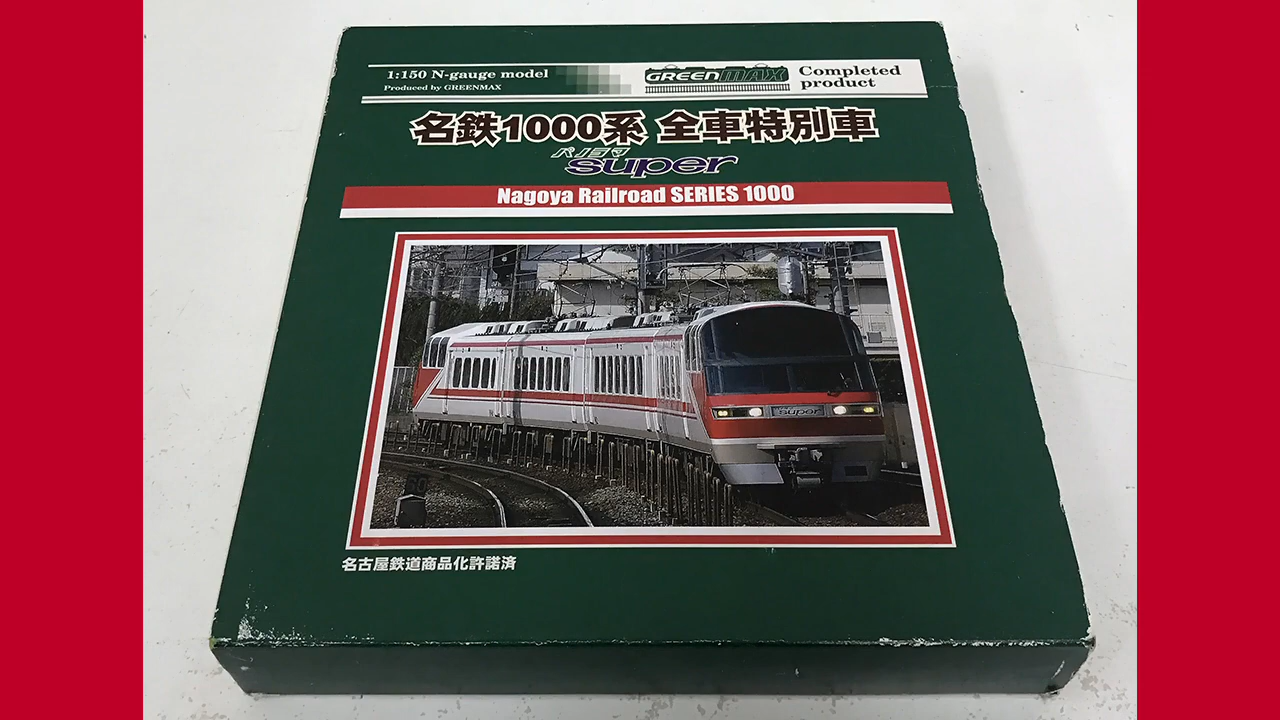 1:150 N-gauge model
Produced by GREENMAX
GREENMAX
Completed
product
名鉄1000系 全車特別車
パノラマ
super
Nagoya Railroad SERIES 1000
super
60
名古屋鉄道商品化許諾済